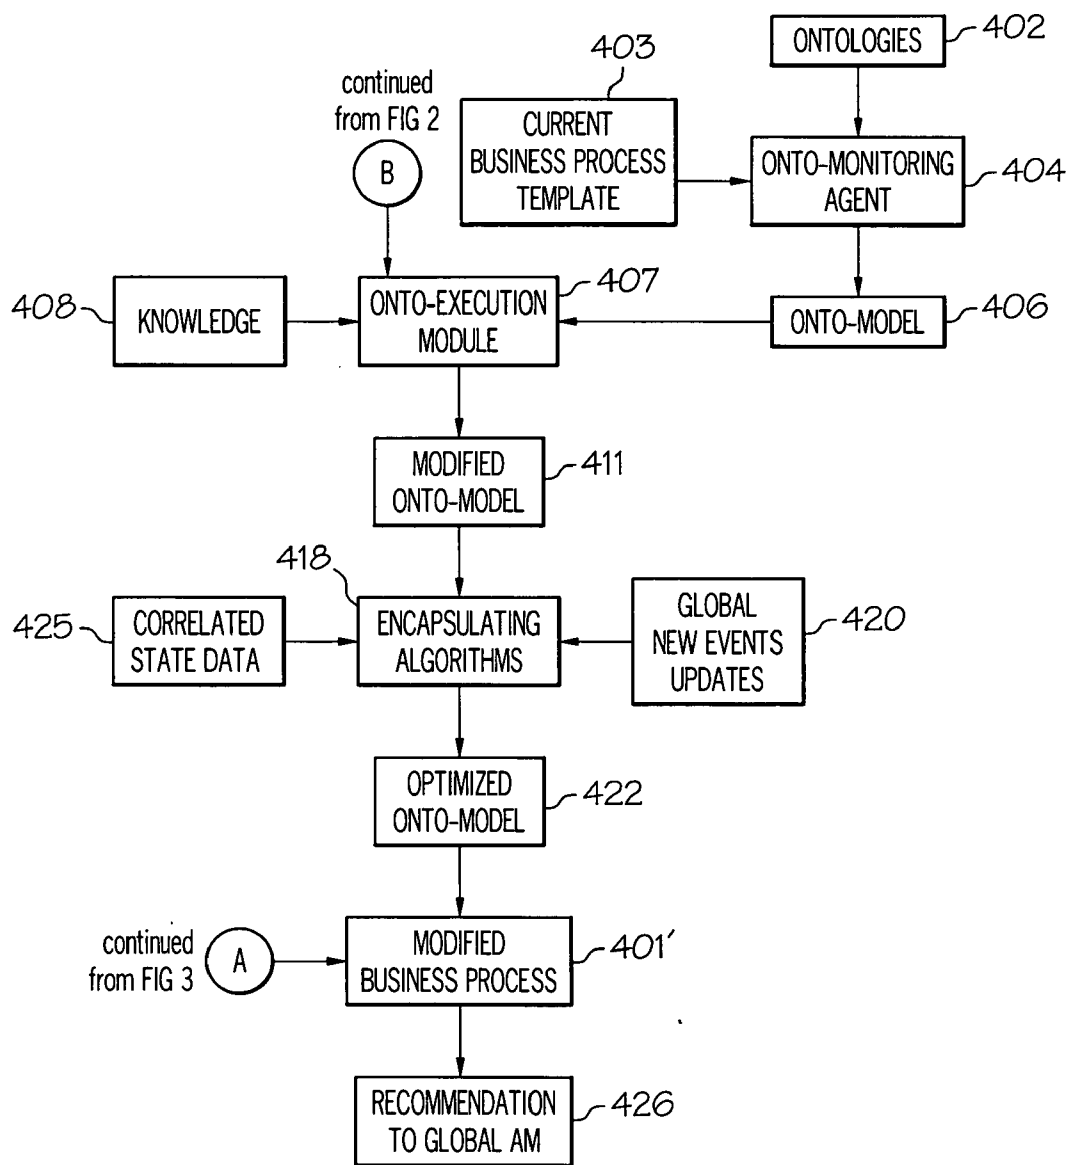 ONTOLOGIES
402
403
continued
from FIG 2
B
CURRENT
BUSINESS PROCESS
TEMPLATE
ONTO-MONITORING
AGENT
404
408
KNOWLEDGE
ONTO-EXECUTION
MODULE
407
ONTO-MODEL
406
MODIFIED
ONTO-MODEL
411
418
425
CORRELATED
STATE DATA
ENCAPSULATING
ALGORITHMS
GLOBAL
NEW EVENTS
UPDATES
420
OPTIMIZED
ONTO-MODEL
422
continued
from FIG 3
A
MODIFIED
BUSINESS PROCESS
401'
RECOMMENDATION
TO GLOBAL AM
426